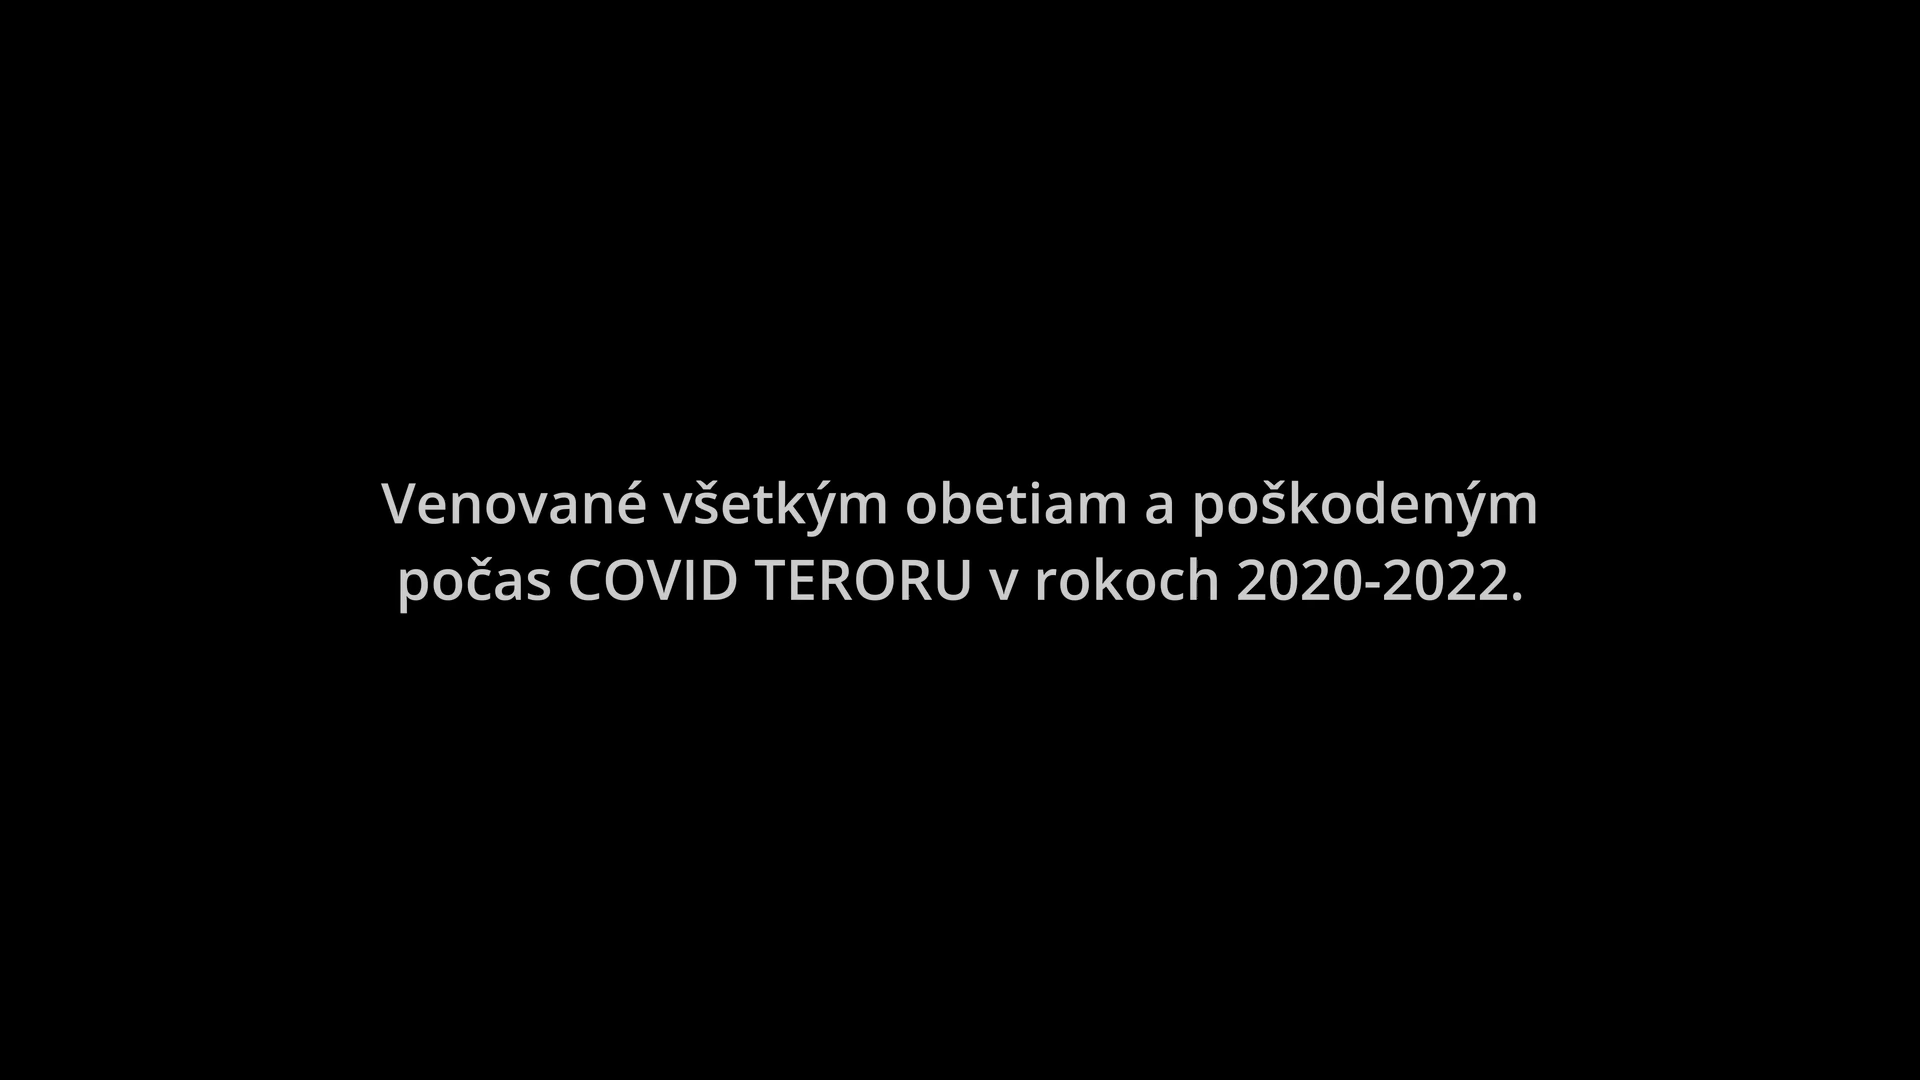 Venované všetkým obetiam a poškodeným
počas COVID TERORU v rokoch 2020-2022.